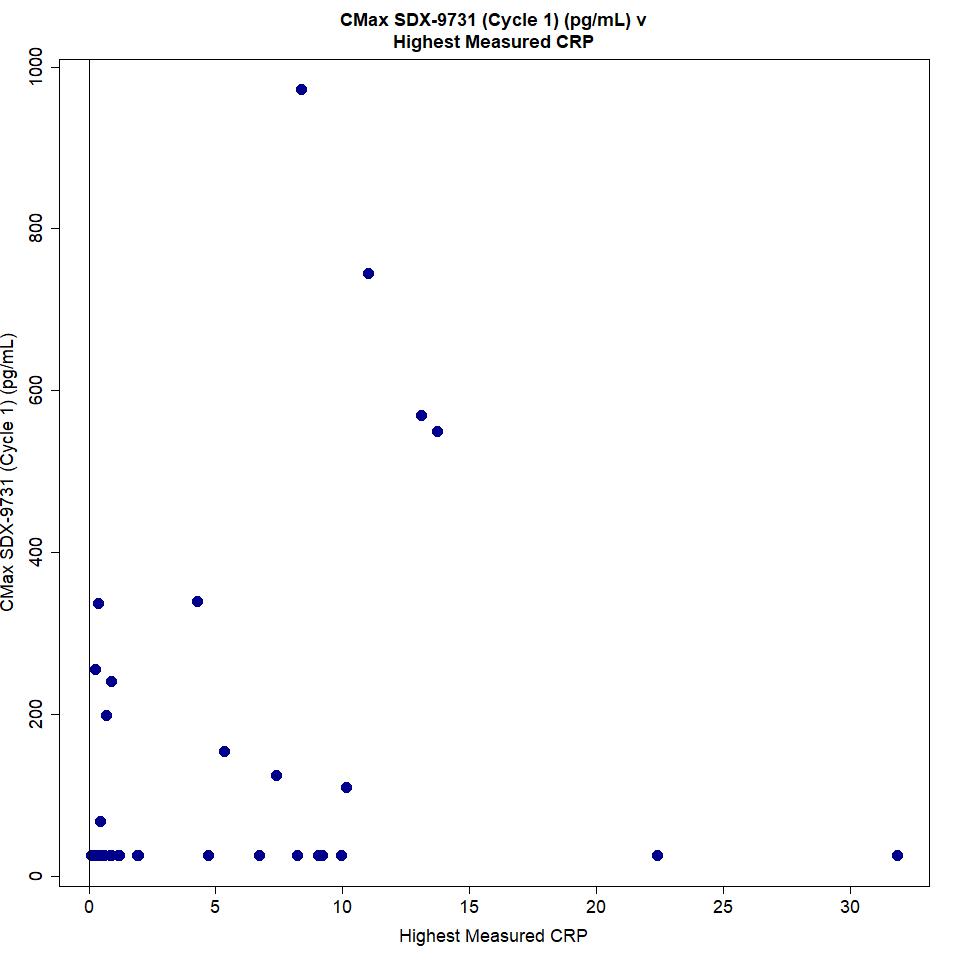 CMax SDX-9731 (Cycle 1) (pg/mL) v
Highest Measured CRP
CMax SDX-9731 (Cycle 1) (pg/mL)
1000
800
600
400
200
0
0 5 10 15 20 25 30
Highest Measured CRP